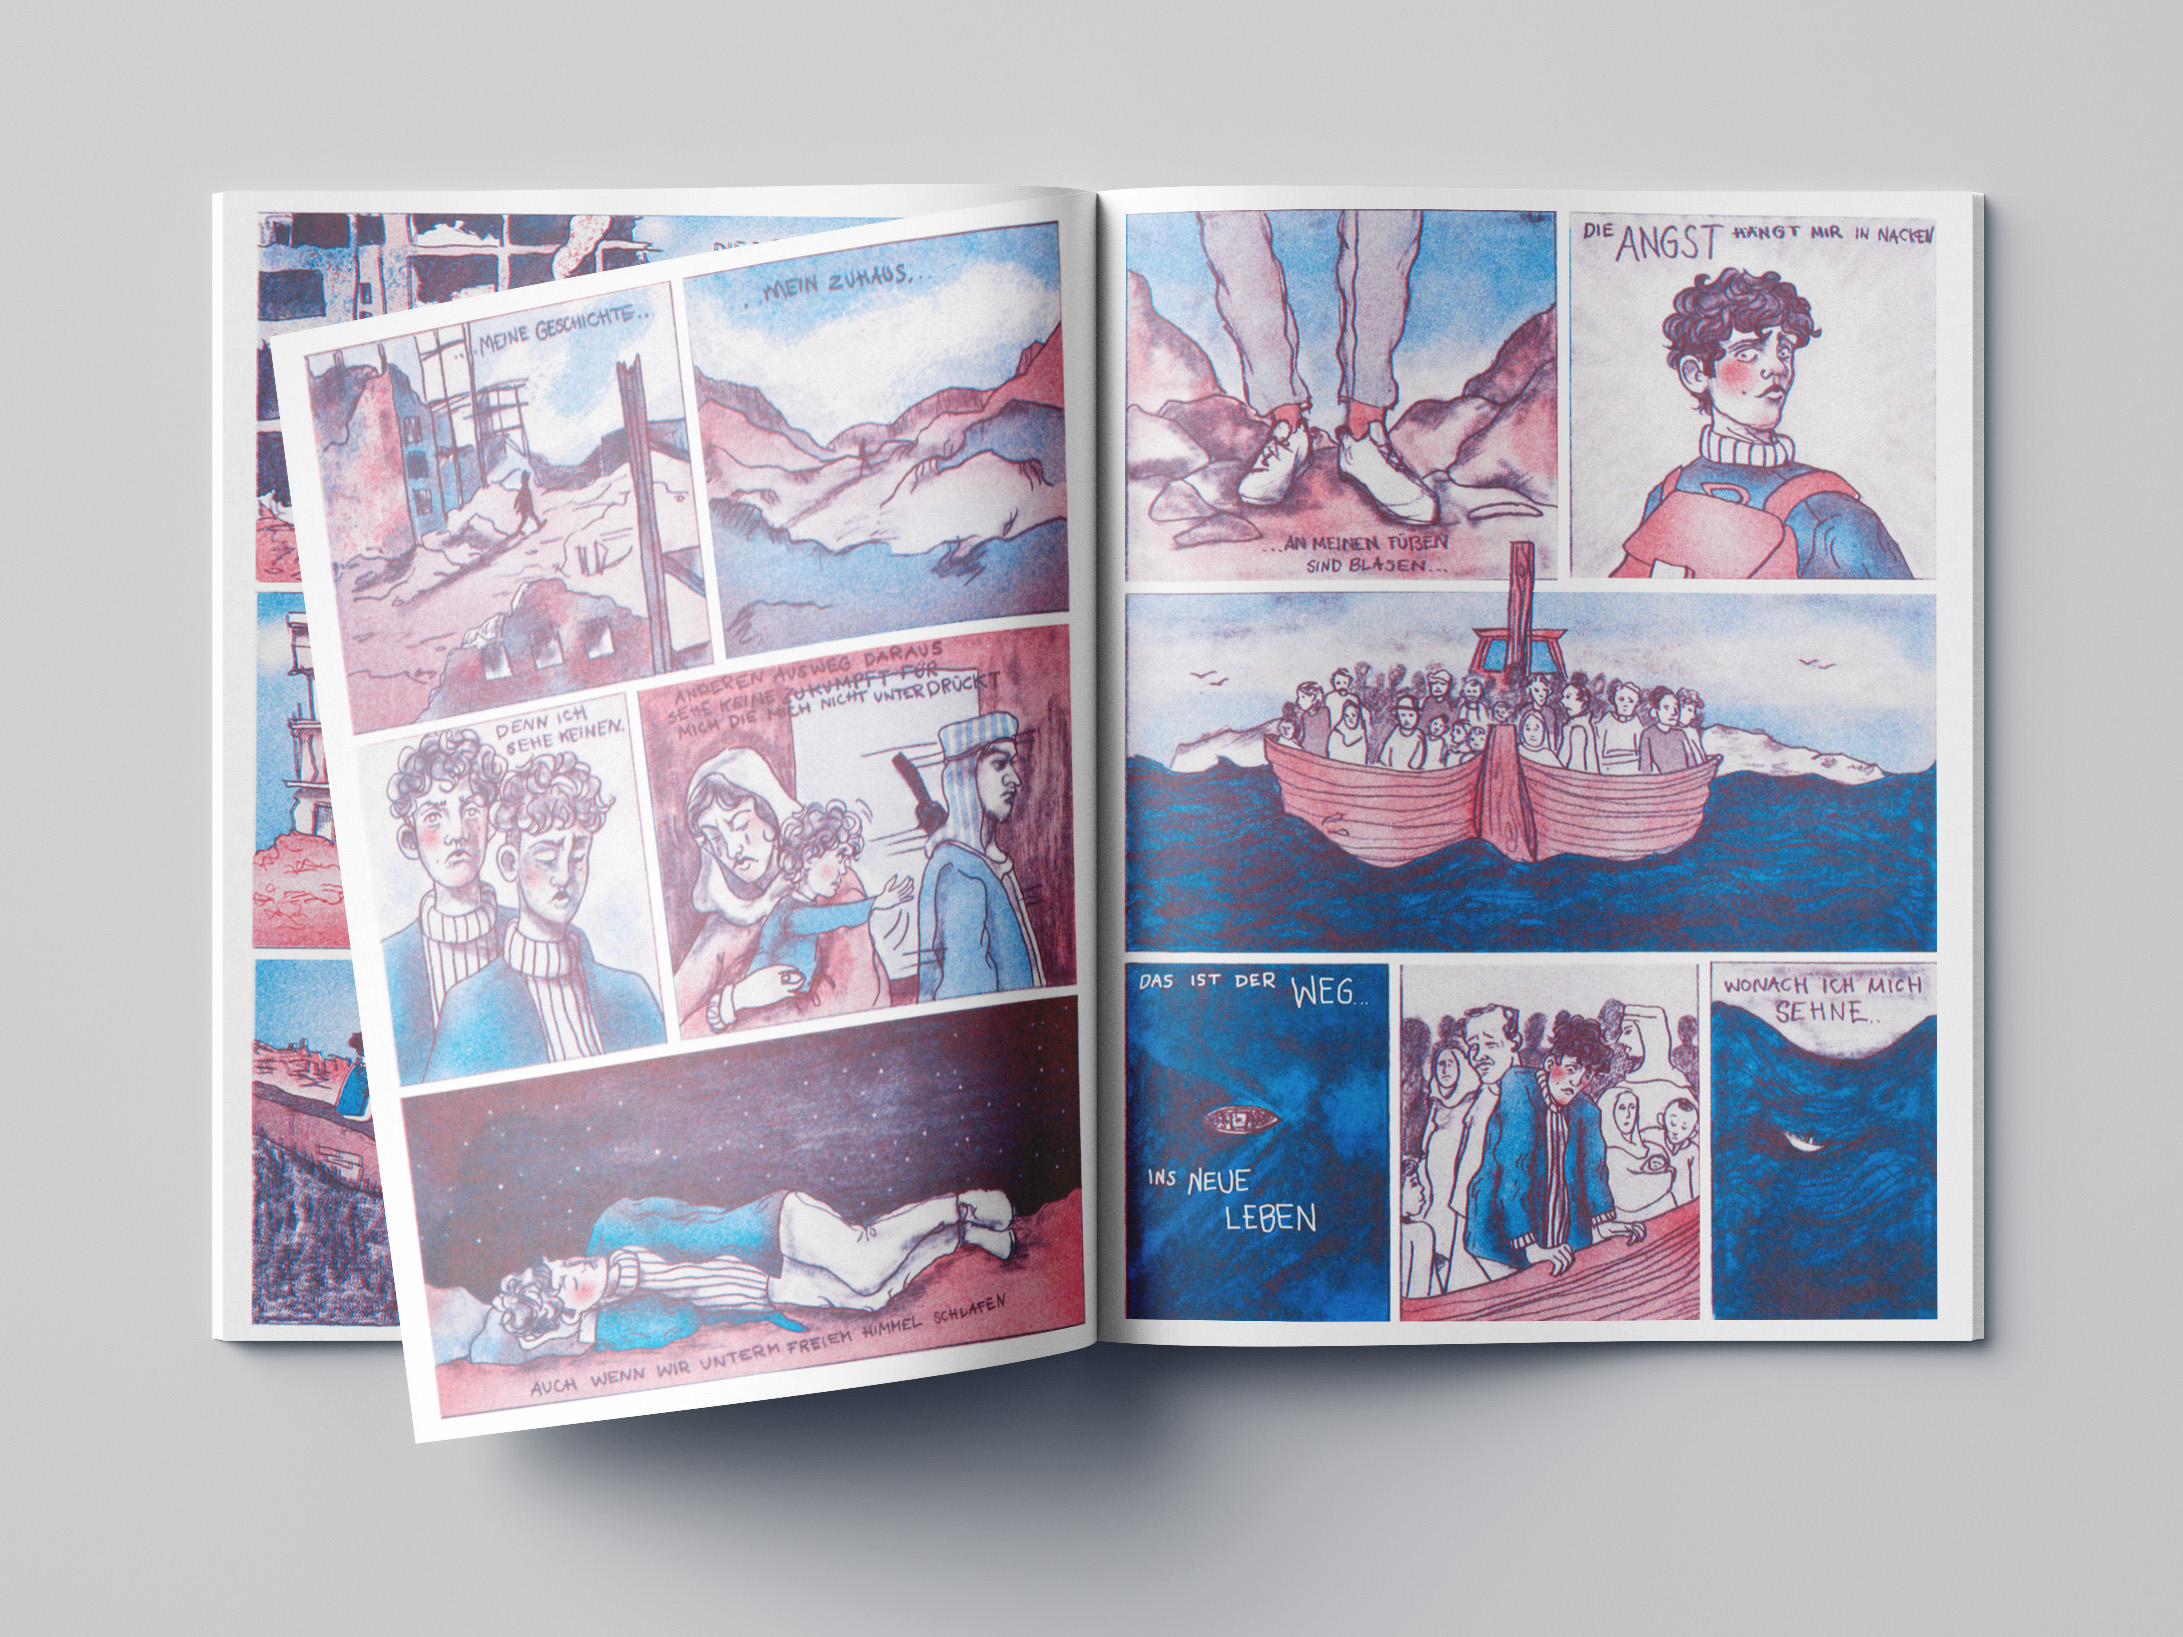 ...MEINE GESCHICHTE..
...MEIN ZUHAUS...
DENN ICH
SEHE KEINEN.
ANDEREN AUSWEG DARAUS
SEHE KEINE ZUKUMPFT FÜR
MICH DIE MICH NICHT UNTERDRÜCKT
AUCH WENN WIR UNTERM FREIEM HIMMEL SCHLAFEN
...AN MEINEN FÜßEN
SIND BLASEN...
DIE ANGST HÄNGT MIR IN NACKEN
DAS IST DER WEG...
INS NEUE
LEBEN
WONACH ICH MICH
SEHNE..